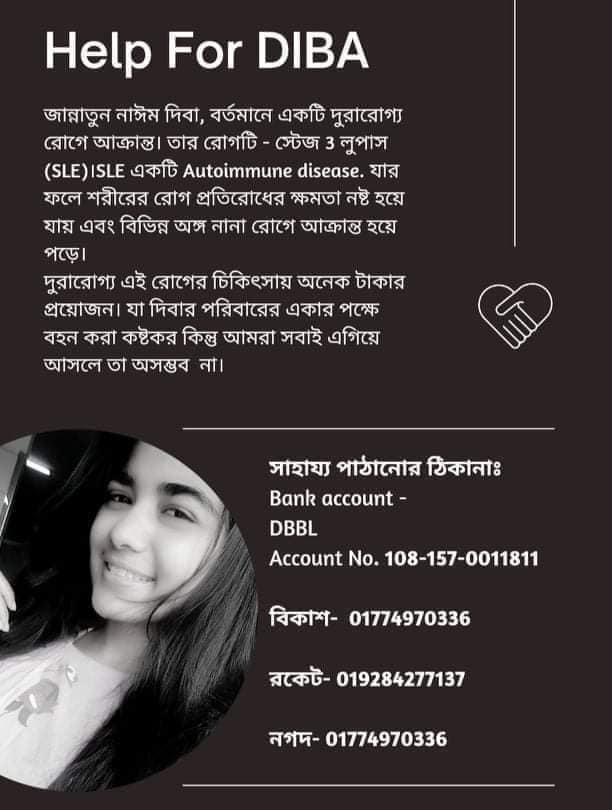 Help For DIBA
জান্নাতুন নাঈম দিবা, বর্তমানে একটি দুরারোগ্য
রোগে আক্রান্ত। তার রোগটি - স্টেজ 3 লুপাস
(SLE)।SLE একটি Autoimmune disease. যার
ফলে শরীরের রোগ প্রতিরোধের ক্ষমতা নষ্ট হয়ে
যায় এবং বিভিন্ন অঙ্গ নানা রোগে আক্রান্ত হয়ে
পড়ে।
দুরারোগ্য এই রোগের চিকিৎসায় অনেক টাকার
প্রয়োজন। যা দিবার পরিবারের একার পক্ষে
বহন করা কষ্টকর কিন্তু আমরা সবাই এগিয়ে
আসলে তা অসম্ভব না।
সাহায্য পাঠানোর ঠিকানাঃ
Bank account -
DBBL
Account No. 108-157-0011811
বিকাশ- 01774970336
রকেট- 019284277137
নগদ- 01774970336